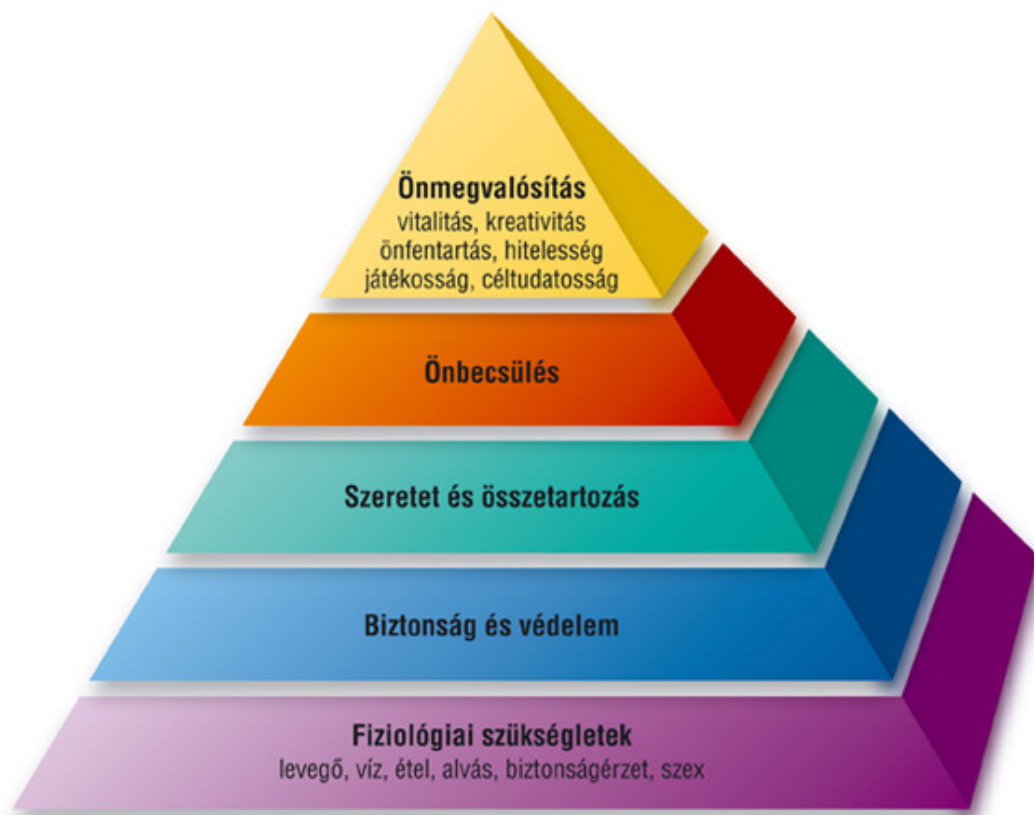 Önmegvalósítás
vitalitás, kreativitás
önfentartás, hitelesség
játékosság, céltudatosság
Önbecsülés
Szeretet és összetartozás
Biztonság és védelem
Fiziológiai szükségletek
levegő, víz, étel, alvás, biztonságérzet, szex